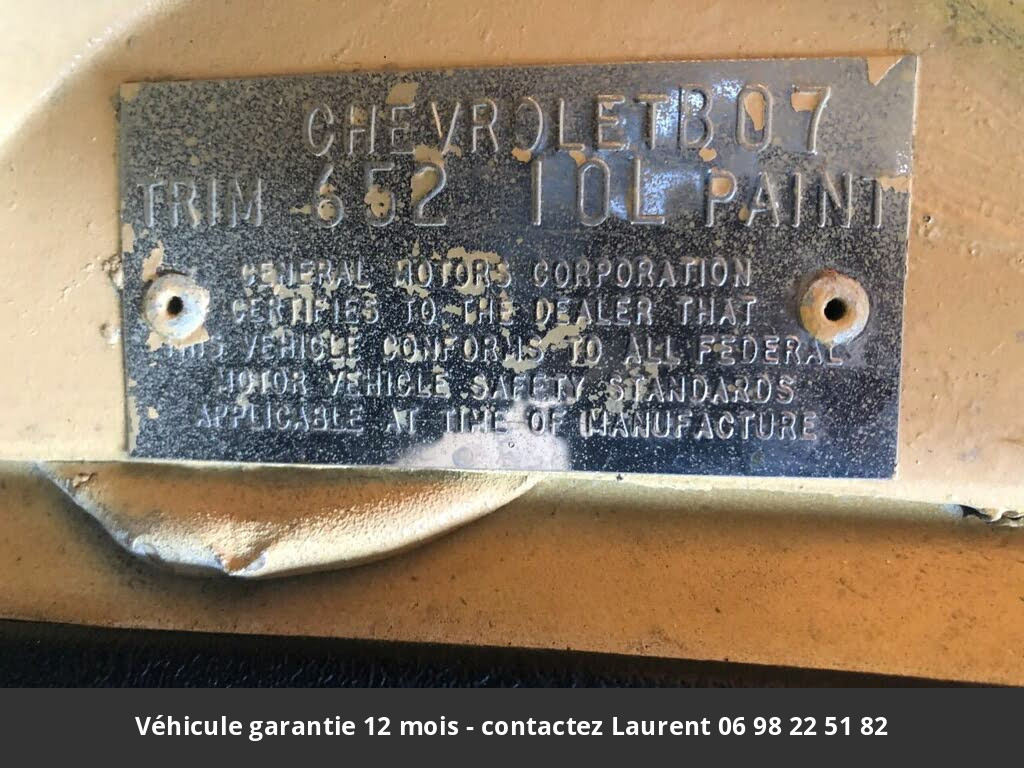 CHEVROLET B07
TRIM 652 10L PAINT
GENERAL MOTORS CORPORATION
CERTIFIES TO THE DEALER THAT
THIS VEHICLE CONFORMS TO ALL FEDERAL
MOTOR VEHICLE SAFETY STANDARDS
APPLICABLE AT TIME OF MANUFACTURE
Véhicule garantie 12 mois - contactez Laurent 06 98 22 51 82